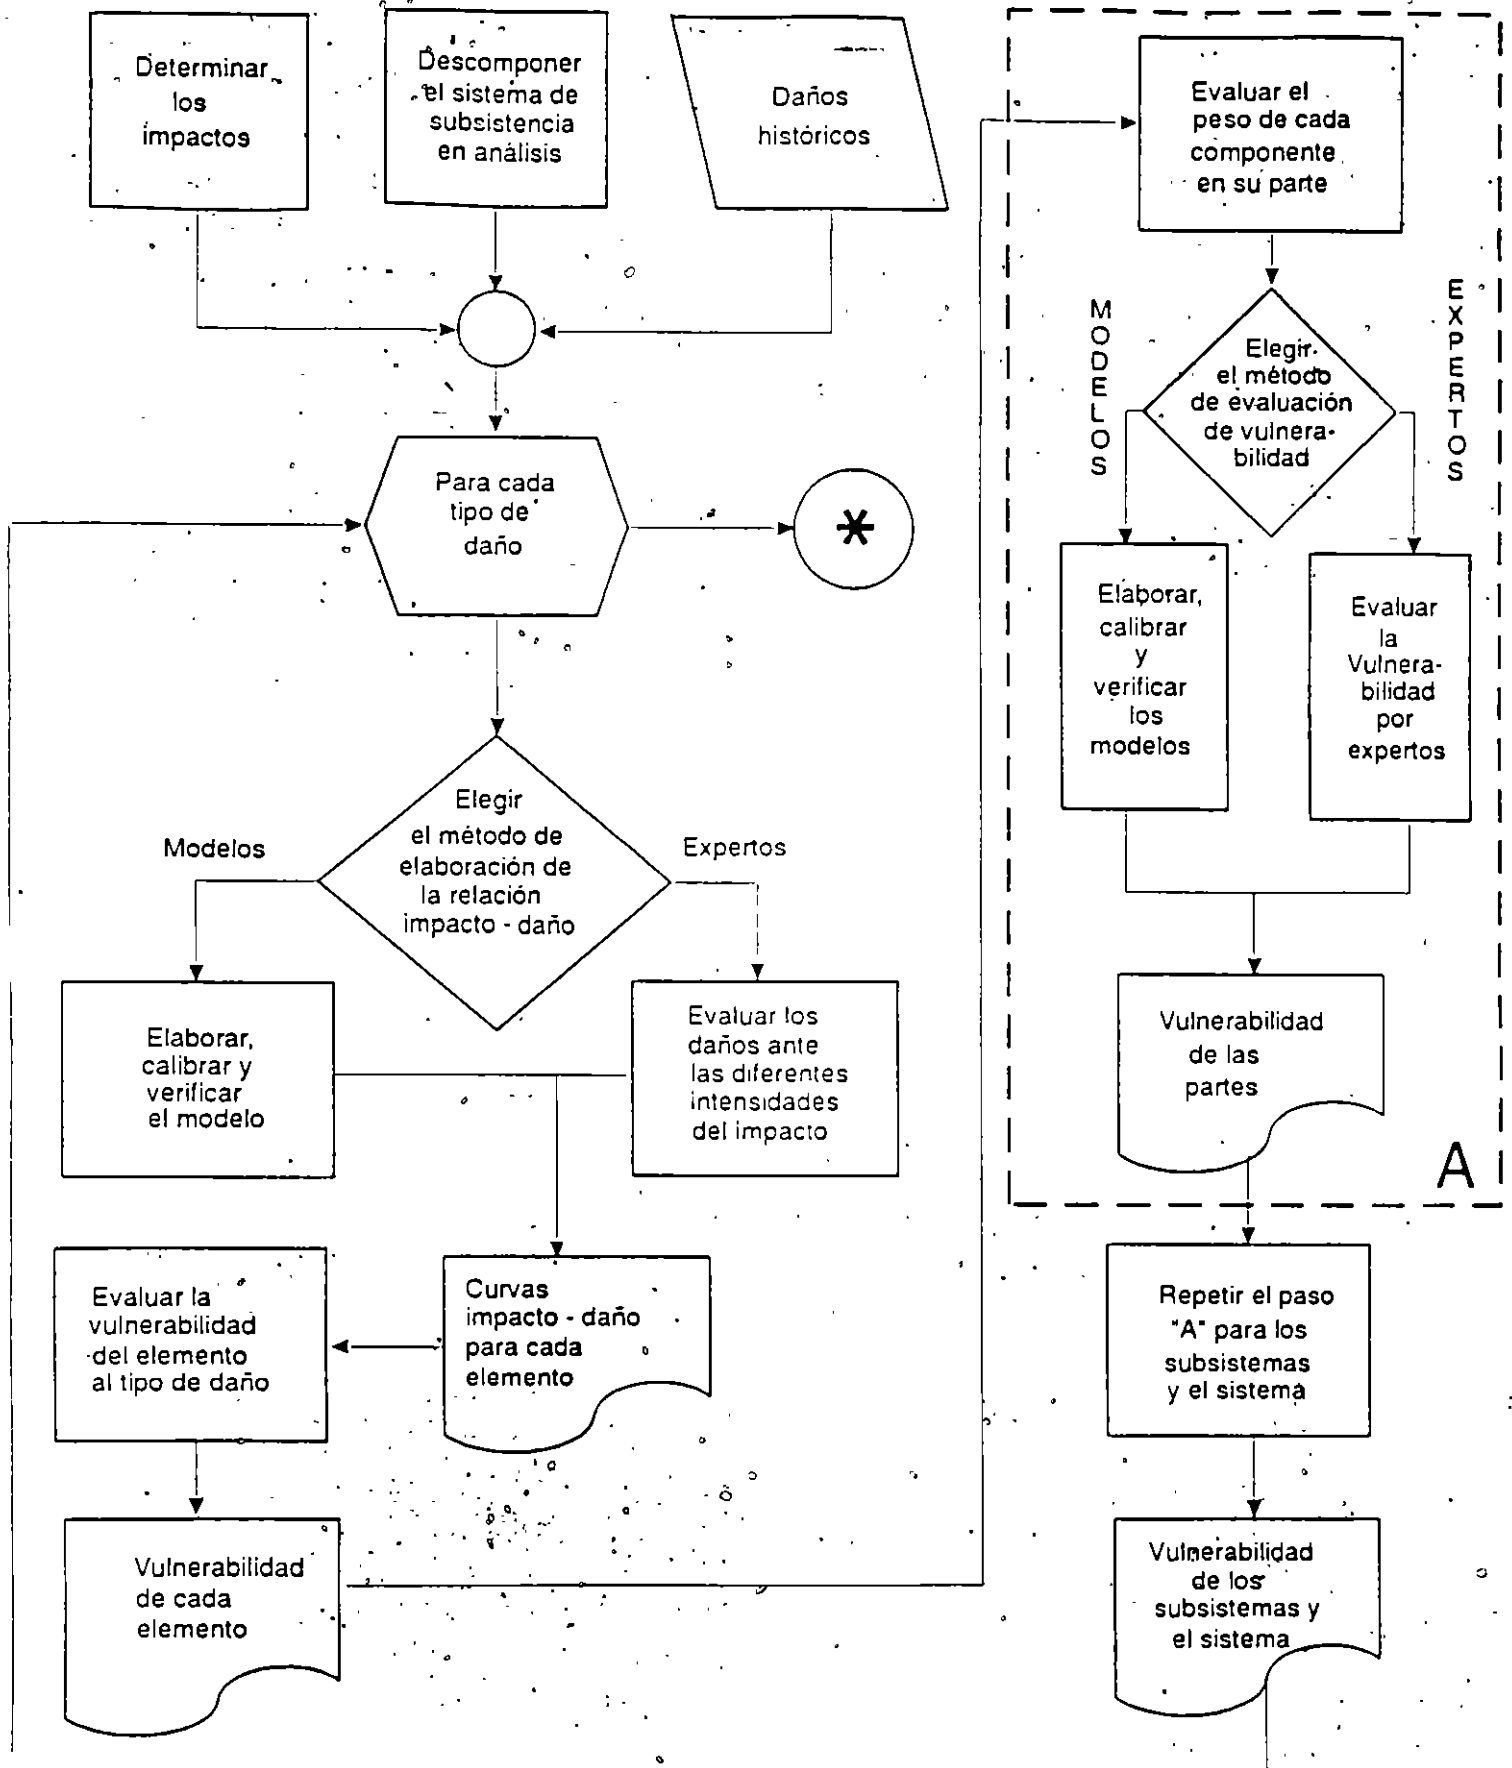 Determinar
los
impactos
Descomponer
el sistema de
subsistencia
en análisis
Daños
históricos
Para cada
tipo de
daño
*
Elegir
el método de
elaboración de
la relación
impacto - daño
Modelos
Expertos
Elaborar,
calibrar y
verificar
el modelo
Evaluar los
daños ante
las diferentes
intensidades
del impacto
Curvas
impacto - daño
para cada
elemento
Evaluar la
vulnerabilidad
del elemento
al tipo de daño
Vulnerabilidad
de cada
elemento
Evaluar el
peso de cada
componente
en su parte
Elegir
el método
de evaluación
de vulnera-
bilidad
MODELOS
EXPERTOS
Elaborar,
calibrar
y
verificar
los
modelos
Evaluar
la
Vulnera-
bilidad
por
expertos
Vulnerabilidad
de las
partes
A
Repetir el paso
"A" para los
subsistemas
y el sistema
Vulnerabilidad
de los
subsistemas y
el sistema